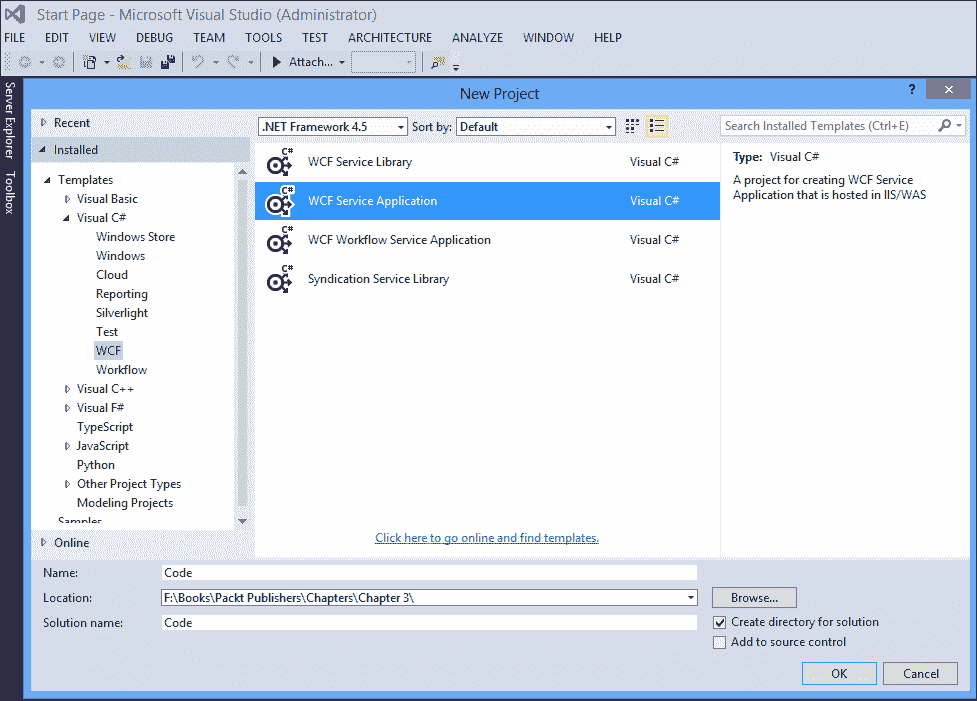 Start Page - Microsoft Visual Studio (Administrator)
FILE EDIT VIEW DEBUG TEAM TOOLS TEST ARCHITECTURE ANALYZE WINDOW HELP
Attach...
Server Explorer
Toolbox
New Project
?
Recent
.NET Framework 4.5 Sort by: Default
Search Installed Templates (Ctrl+E)
Installed
Templates
Visual Basic
Visual C#
Windows Store
Windows
Cloud
Reporting
Silverlight
Test
WCF
Workflow
Visual C++
Visual F#
TypeScript
JavaScript
Python
Other Project Types
Modeling Projects
Samples
Online
C# WCF Service Library Visual C#
C# WCF Service Application Visual C#
C# WCF Workflow Service Application Visual C#
C# Syndication Service Library Visual C#
Click here to go online and find templates.
Type: Visual C#
A project for creating WCF Service
Application that is hosted in IIS/WAS
Name: Code
Location: F:\Books\Packt Publishers\Chapters\Chapter 3\ Browse...
Solution name: Code
Create directory for solution
Add to source control
OK Cancel